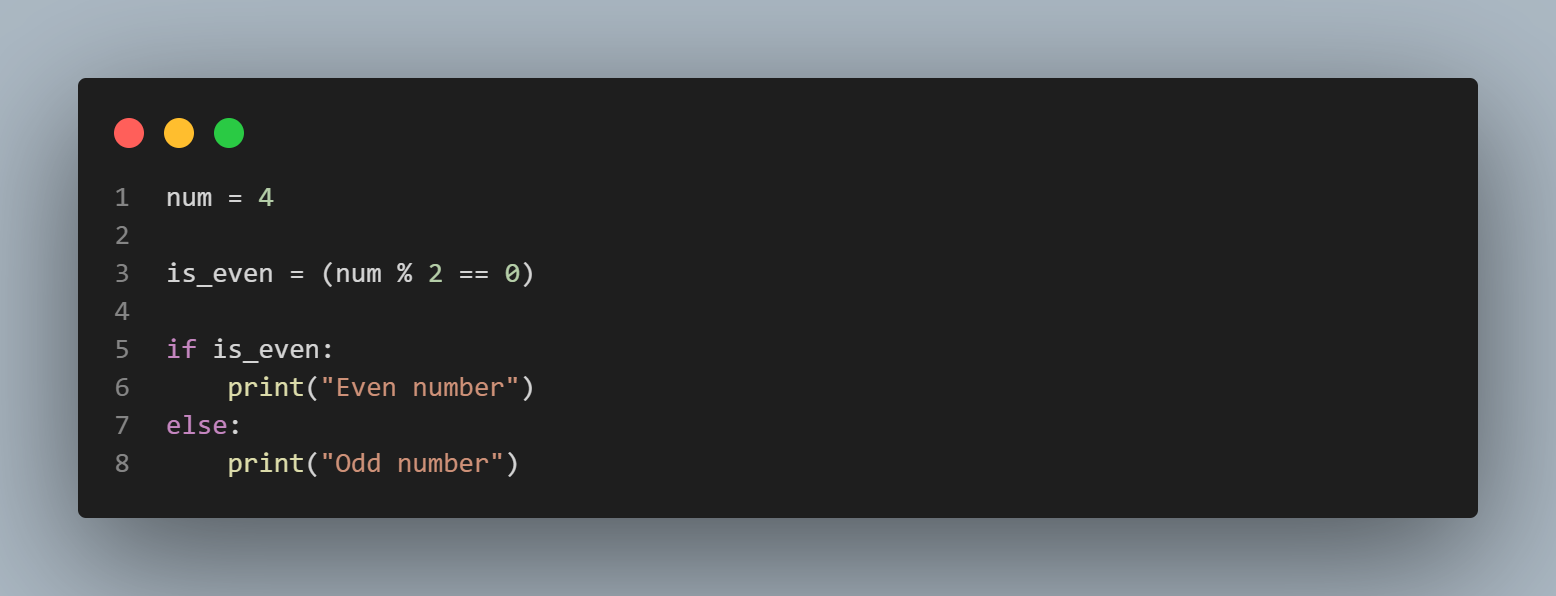 1 num = 4
2
3 is_even = (num % 2 == 0)
4
5 if is_even:
6     print("Even number")
7 else:
8     print("Odd number")